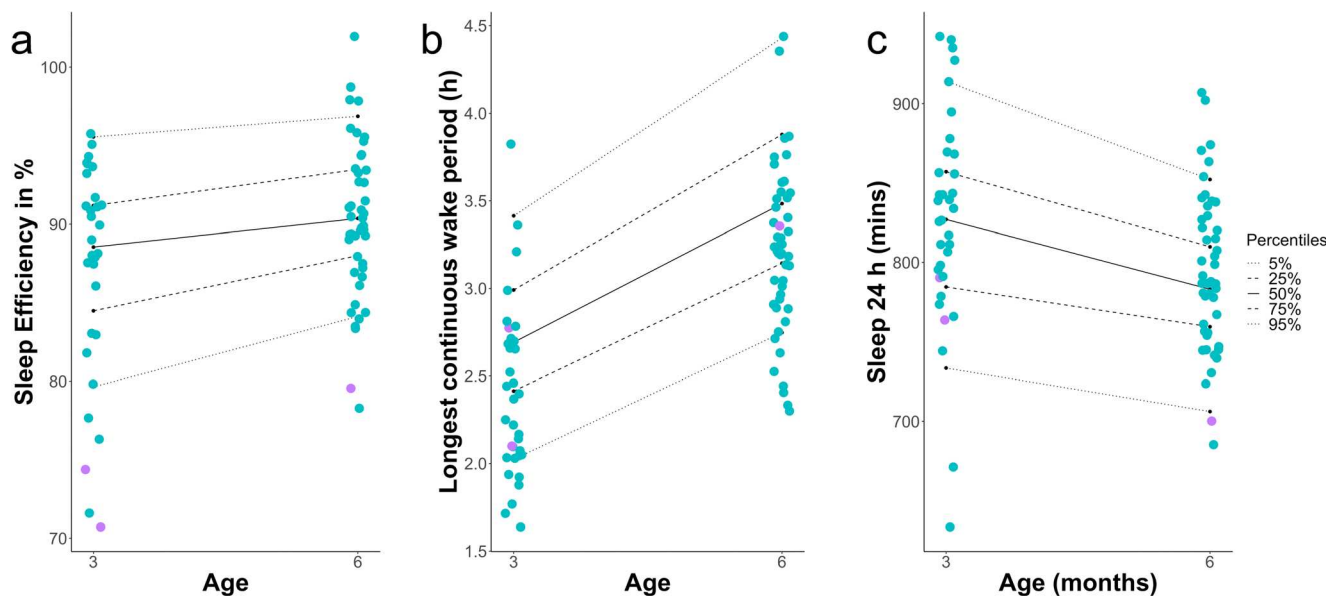 a
Sleep Efficiency in %
100
90
80
70
3
6
Age
b
Longest continuous wake period (h)
4.5
4.0
3.5
3.0
2.5
2.0
1.5
3
6
Age
c
Sleep 24 h (mins)
900
800
700
3
6
Age (months)
Percentiles
5%
25%
50%
75%
95%